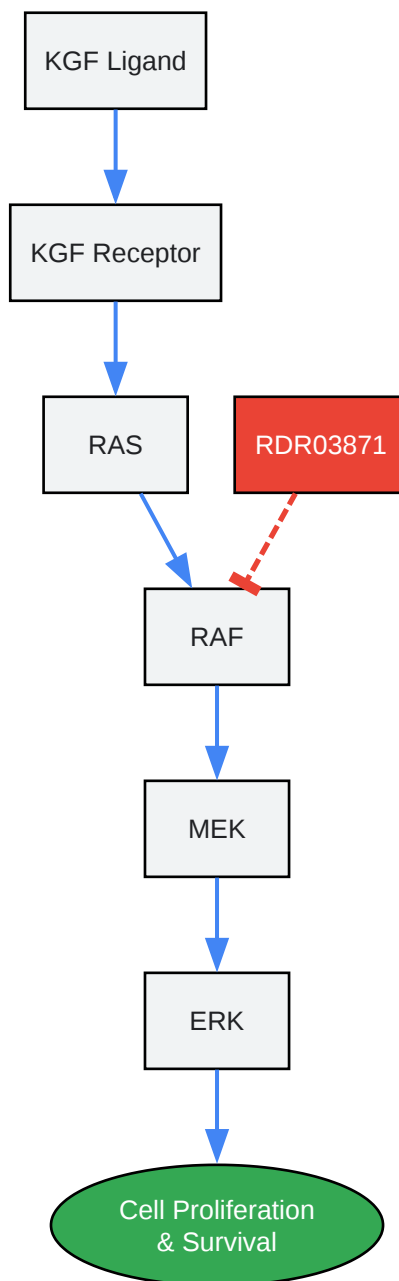 KGF Ligand
KGF Receptor
RAS
RDR03871
RAF
MEK
ERK
Cell Proliferation
& Survival